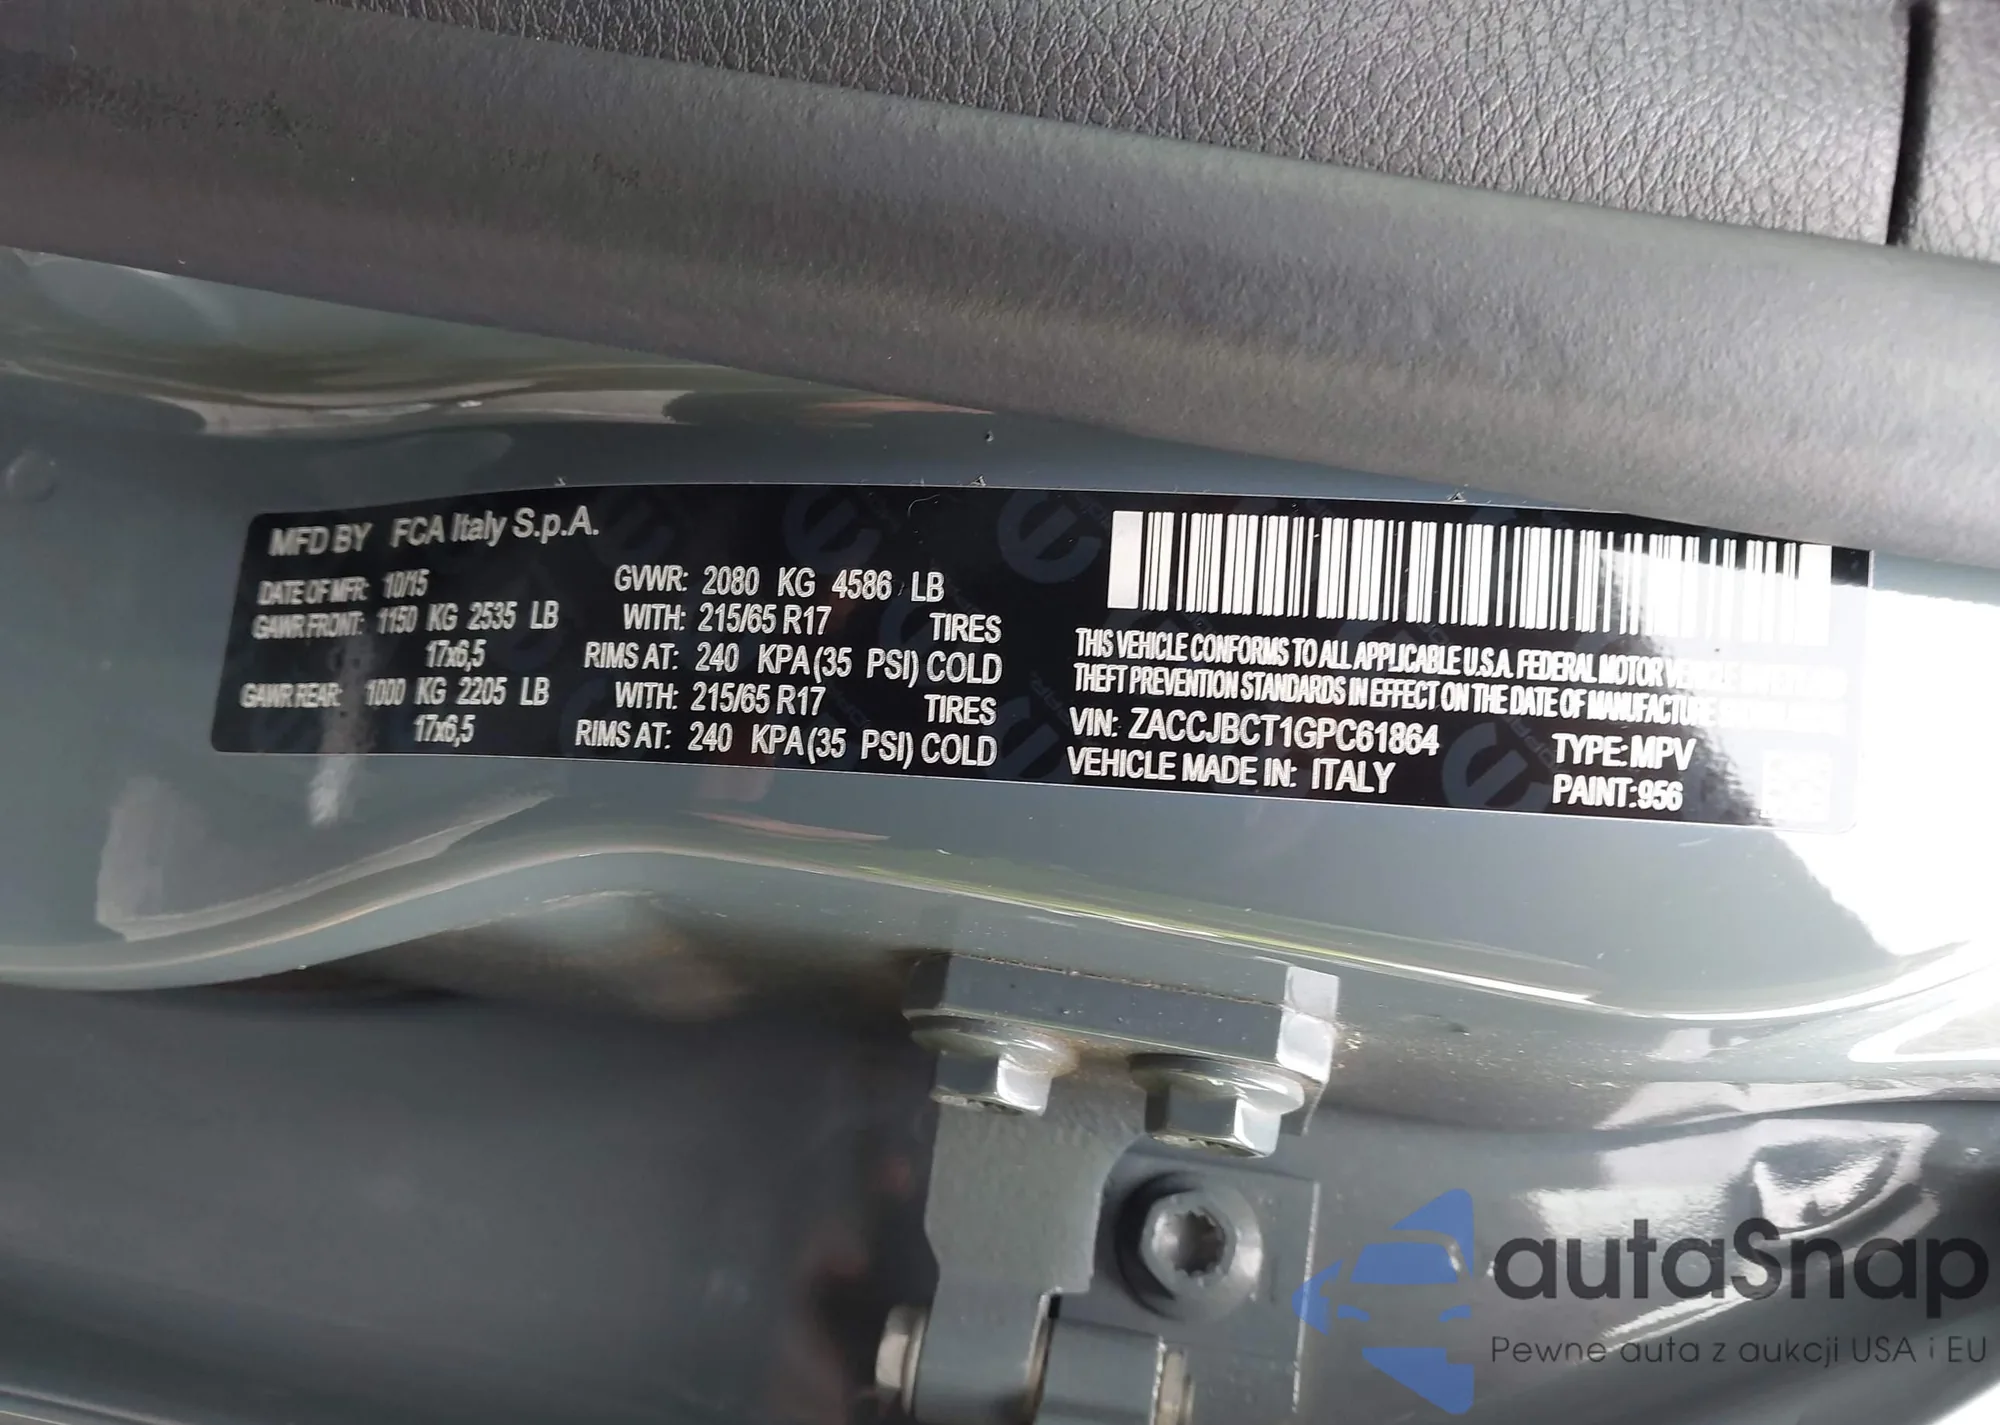 MFD BY FCA Italy S.p.A.
DATE OF MFR: 10/15 GVWR: 2080 KG 4586 LB
GAWR FRONT: 1150 KG 2535 LB WITH: 215/65 R17 TIRES
17x6,5 RIMS AT: 240 KPA(35 PSI) COLD
GAWR REAR: 1000 KG 2205 LB WITH: 215/65 R17 TIRES
17x6,5 RIMS AT: 240 KPA(35 PSI) COLD
THIS VEHICLE CONFORMS TO ALL APPLICABLE U.S.A. FEDERAL MOTOR VEHICLE
THEFT PREVENTION STANDARDS IN EFFECT ON THE DATE OF MANUFACTURE
VIN: ZACCJBCT1GPC61864 TYPE:MPV
VEHICLE MADE IN: ITALY PAINT:956
autaSnap
Pewne auta z aukcji USA i EU